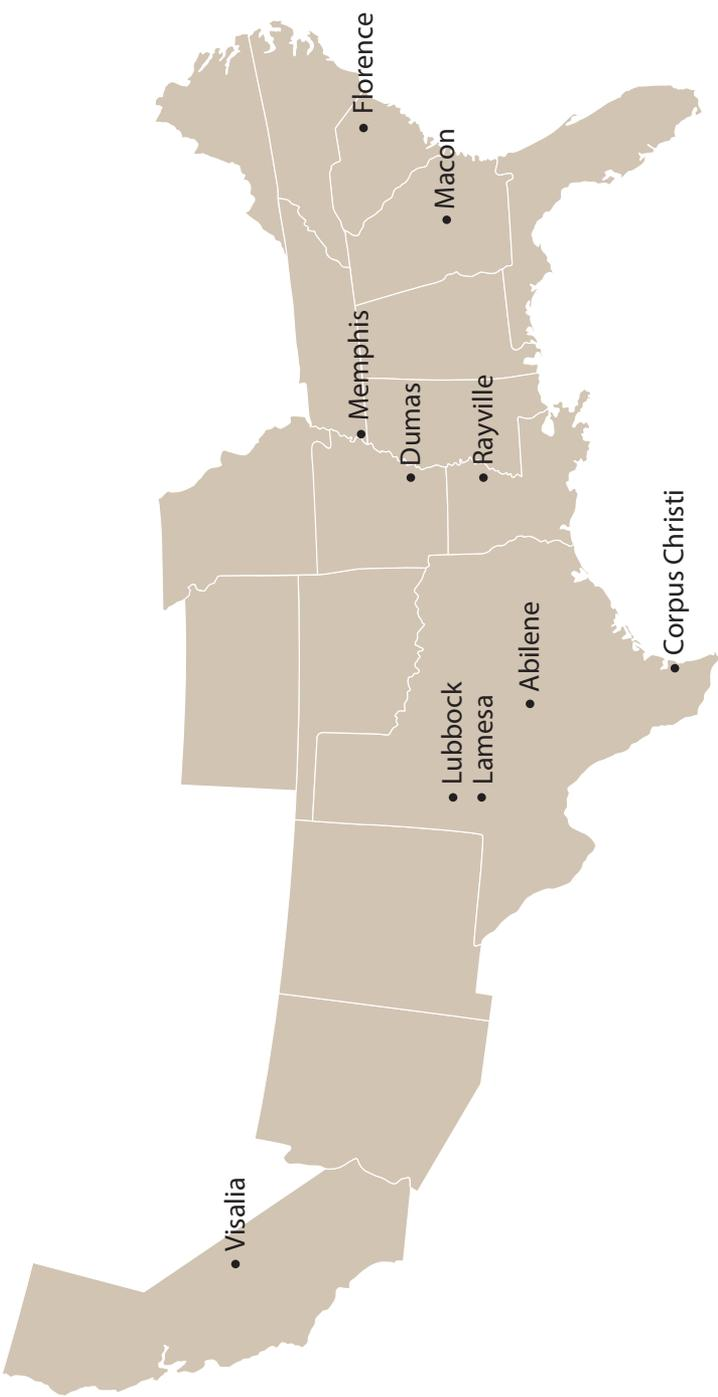 Visalia
Lubbock
Lamesa
Abilene
Corpus Christi
Memphis
Dumas
Rayville
Macon
Florence